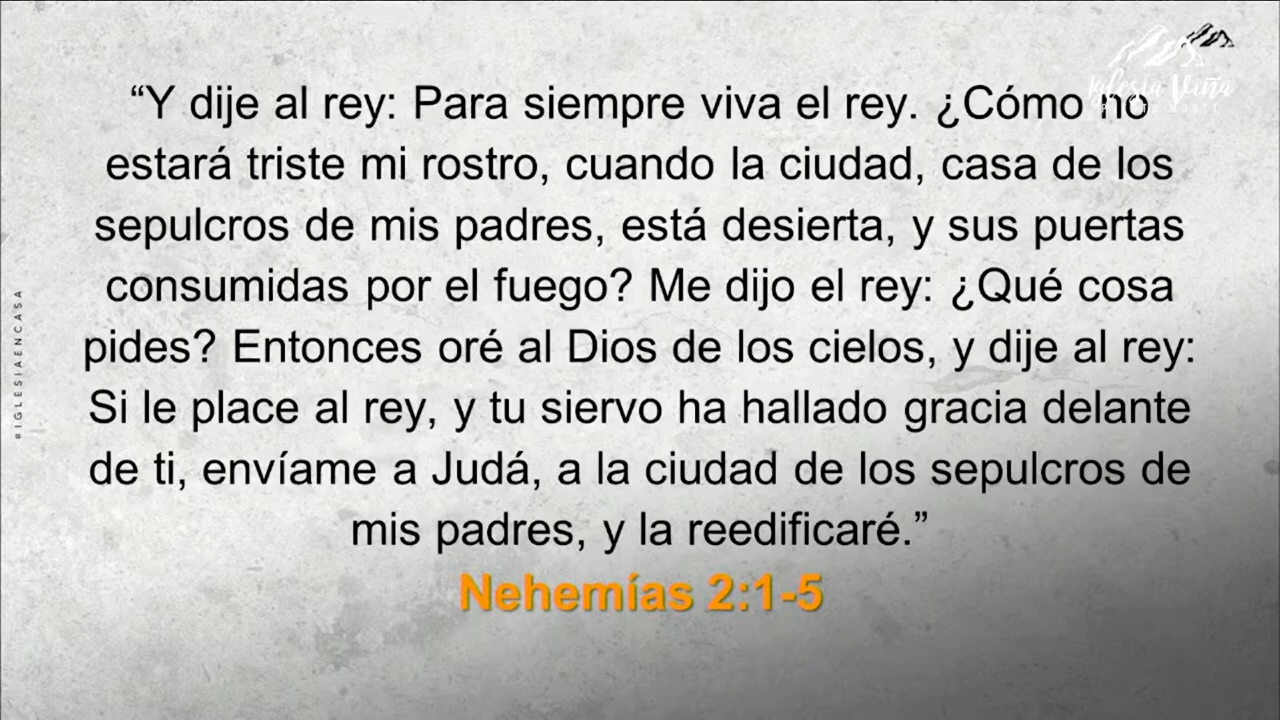 Iglesia Viña
“Y dije al rey: Para siempre viva el rey. ¿Cómo no
estará triste mi rostro, cuando la ciudad, casa de los
sepulcros de mis padres, está desierta, y sus puertas
consumidas por el fuego? Me dijo el rey: ¿Qué cosa
pides? Entonces oré al Dios de los cielos, y dije al rey:
Si le place al rey, y tu siervo ha hallado gracia delante
de ti, envíame a Judá, a la ciudad de los sepulcros de
mis padres, y la reedificaré.”
Nehemías 2:1-5
#IGLESIAENCASA